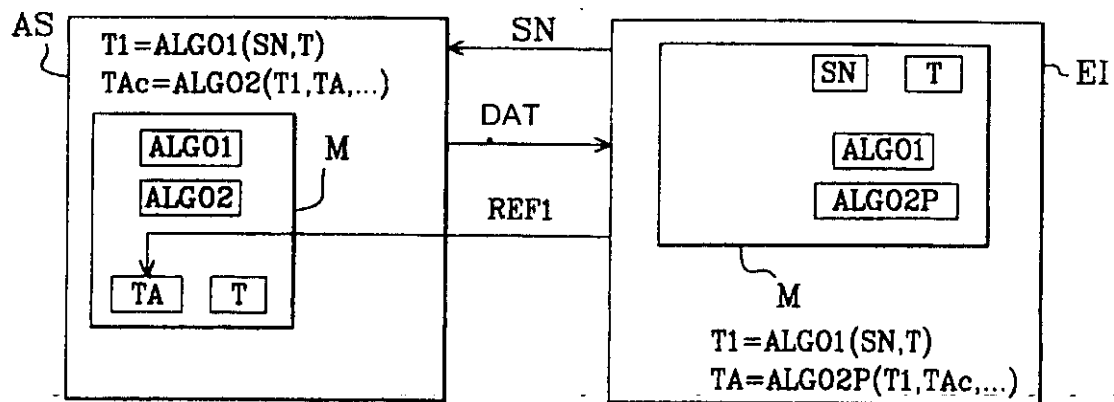 AS
T1=ALGO1(SN,T)
TAc=ALGO2(T1,TA,...)
ALGO1
ALGO2
M
TA
T
SN
DAT
REF1
SN
T
EI
ALGO1
ALGO2P
M
T1=ALGO1(SN,T)
TA=ALGO2P(T1,TAc,...)